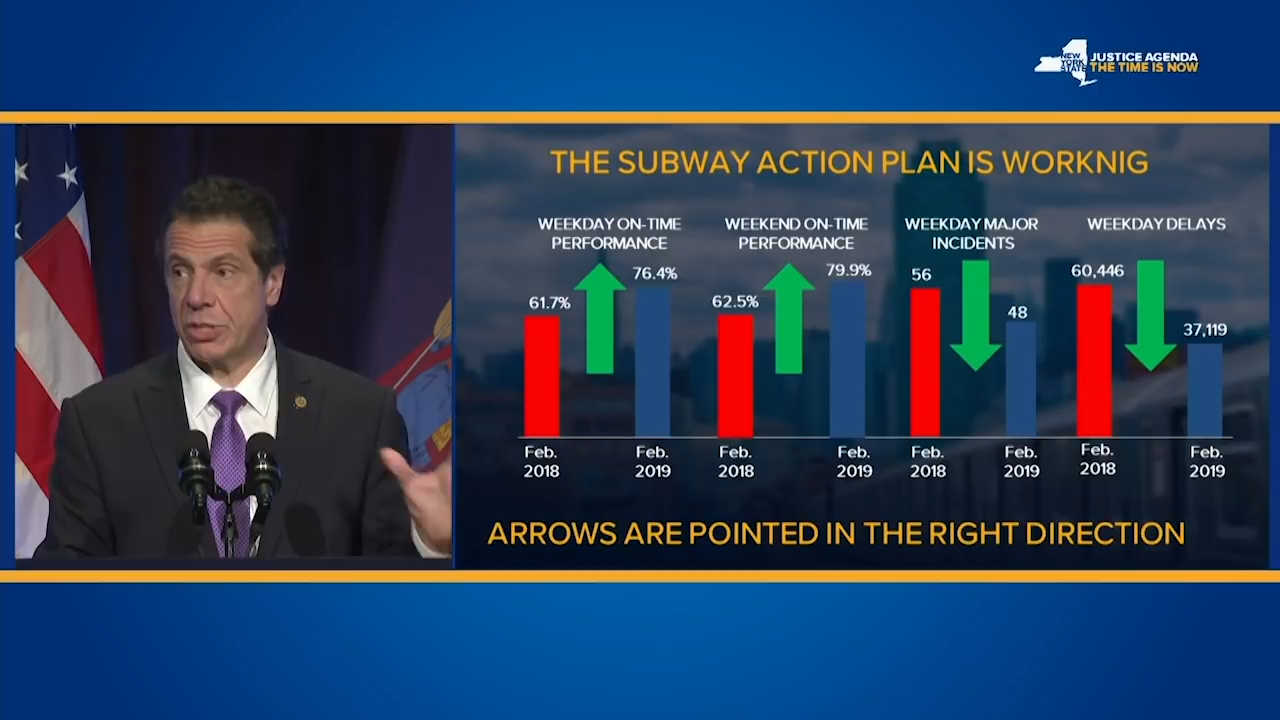 NEW
YORK
STATE
JUSTICE AGENDA
THE TIME IS NOW
THE SUBWAY ACTION PLAN IS WORKNIG
WEEKDAY ON-TIME
PERFORMANCE
61.7%
76.4%
Feb.
2018
Feb.
2019
WEEKEND ON-TIME
PERFORMANCE
62.5%
79.9%
Feb.
2018
Feb.
2019
WEEKDAY MAJOR
INCIDENTS
56
48
Feb.
2018
Feb.
2019
WEEKDAY DELAYS
60,446
37,119
Feb.
2018
Feb.
2019
ARROWS ARE POINTED IN THE RIGHT DIRECTION